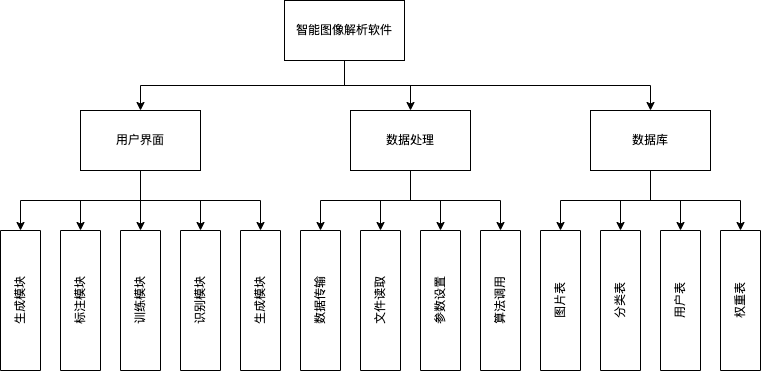 智能图像解析软件
用户界面
数据处理
数据库
生成模块
标注模块
训练模块
识别模块
生成模块
数据传输
文件读取
参数设置
算法调用
图片表
分类表
用户表
权重表